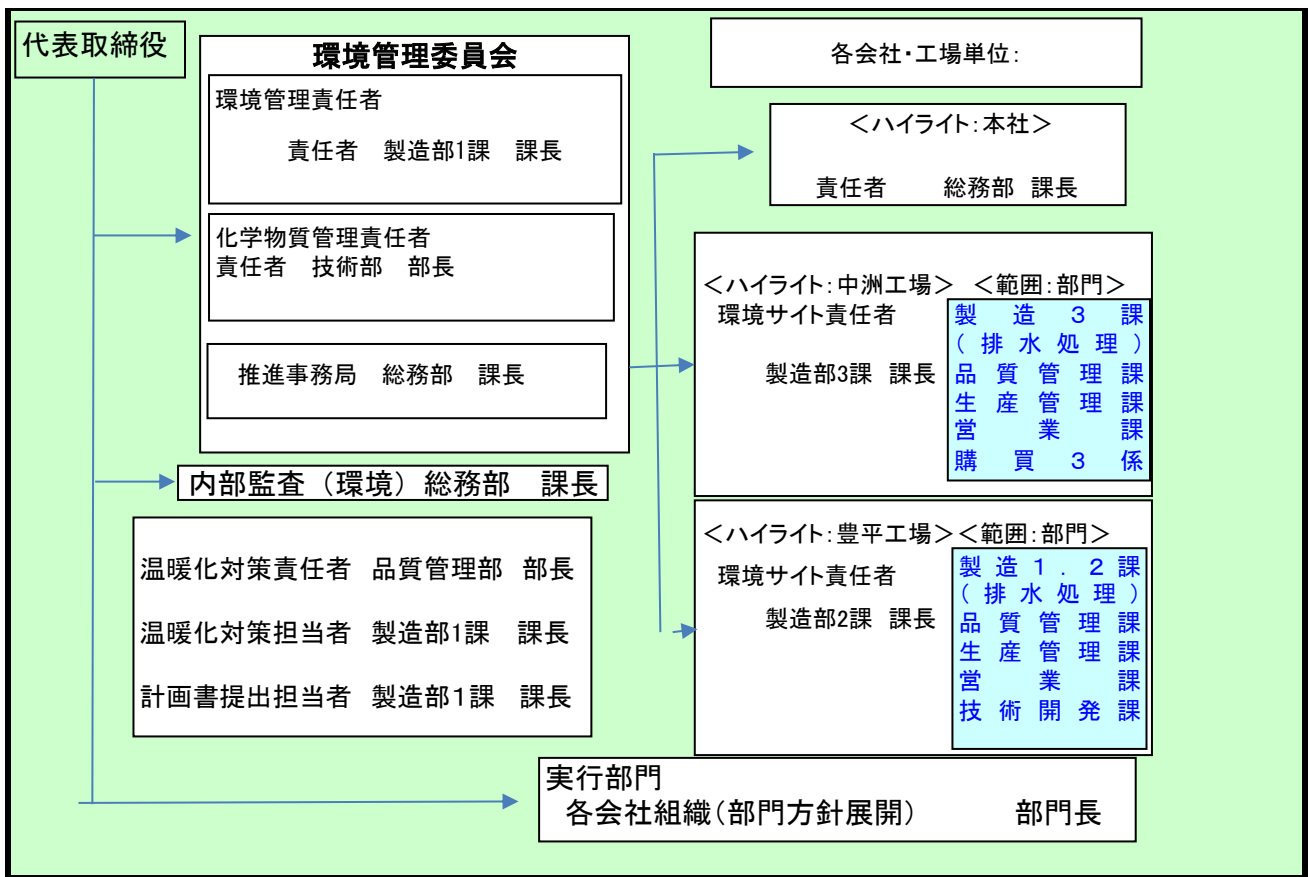 代表取締役
環境管理委員会
環境管理責任者
責任者　製造部1課　課長
化学物質管理責任者
責任者　技術部　部長
推進事務局　総務部　課長
内部監査（環境）総務部　課長
温暖化対策責任者　品質管理部　部長
温暖化対策担当者　製造部1課　課長
計画書提出担当者　製造部１課　課長
各会社・工場単位：
＜ハイライト：本社＞
責任者　　総務部　課長
＜ハイライト：中洲工場＞　＜範囲：部門＞
環境サイト責任者
製造部3課　課長
製造３課
（排水処理）
品質管理課
生産管理課
営業課
購買３係
＜ハイライト：豊平工場＞＜範囲：部門＞
環境サイト責任者
製造部2課　課長
製造１．２課
（排水処理）
品質管理課
生産管理課
営業課
技術開発課
実行部門
各会社組織（部門方針展開）　　部門長